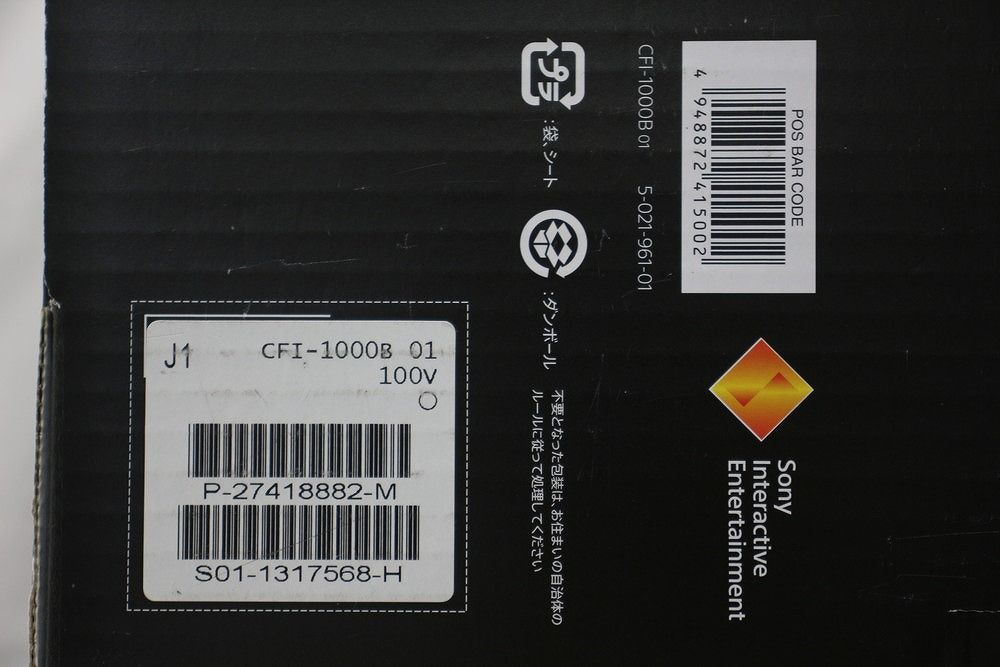 POS BAR CODE
4 948872 415002
CFI-1000B 01 5-021-961-01
プラ
:袋、シート
:ダンボール
不要となった包装は、お住まいの自治体の
ルールに従って処理してください
Sony
Interactive
Entertainment
J1
CFI-1000B 01
100V
P-27418882-M
S01-1317568-H